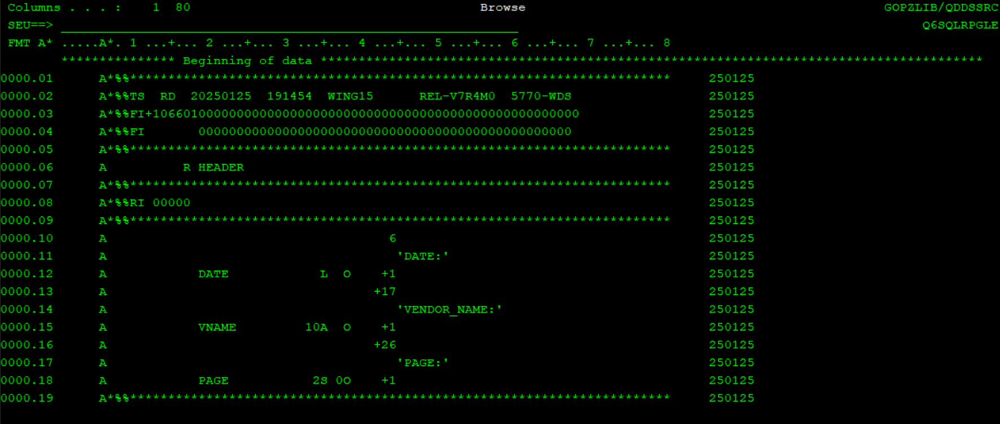 Columns . . . :    1  80                                      Browse                                               GOPZLIB/QDDSSRC
SEU==>                                                                                                                  Q6SQLRPGLE
FMT A* .....A*. 1 ...+... 2 ...+... 3 ...+... 4 ...+... 5 ...+... 6 ...+... 7 ...+... 8
*************** Beginning of data ***************************************************************************************
0000.01      A*%%***********************************************************************     250125
0000.02      A*%%TS  RD  20250125  191454  WING15      REL-V7R4M0  5770-WDS                  250125
0000.03      A*%%FI+10660100000000000000000000000000000000000000000000000000                 250125
0000.04      A*%%FI       0000000000000000000000000000000000000000000000000                  250125
0000.05      A*%%***********************************************************************     250125
0000.06      A          R HEADER                                                             250125
0000.07      A*%%***********************************************************************     250125
0000.08      A*%%RI 00000                                                                    250125
0000.09      A*%%***********************************************************************     250125
0000.10      A                                     6                                         250125
0000.11      A                                      'DATE:'                                  250125
0000.12      A            DATE            L  O    +1                                         250125
0000.13      A                                   +17                                         250125
0000.14      A                                      'VENDOR_NAME:'                           250125
0000.15      A            VNAME         10A  O    +1                                         250125
0000.16      A                                   +26                                         250125
0000.17      A                                      'PAGE:'                                  250125
0000.18      A            PAGE           2S 0O    +1                                         250125
0000.19      A*%%***********************************************************************     250125